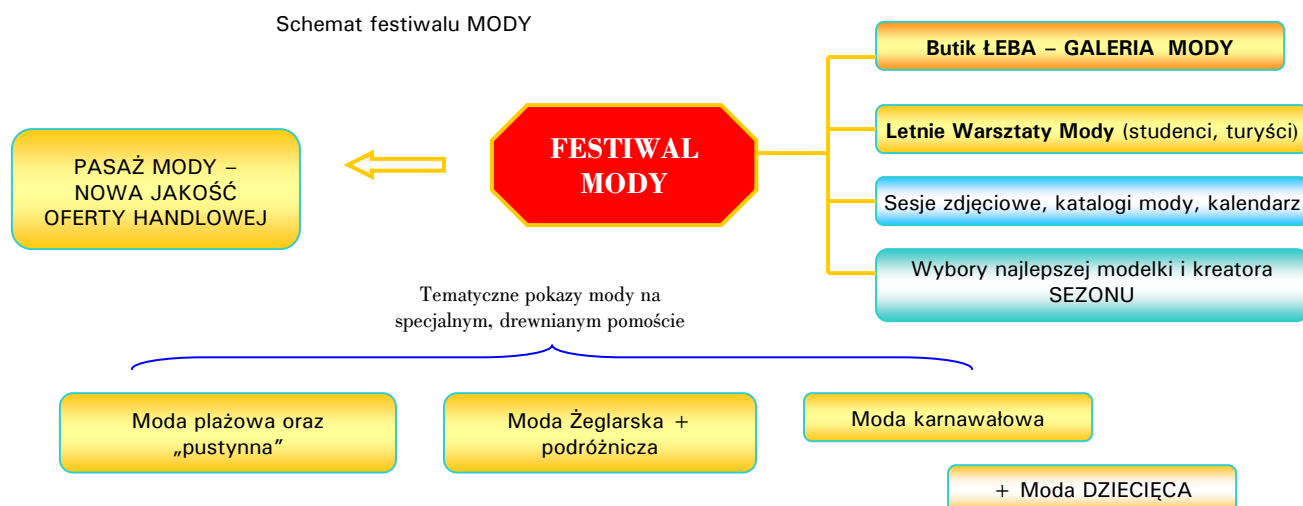 Schemat festiwalu MODY
Butik ŁEBA – GALERIA MODY
Letnie Warsztaty Mody (studenci, turyści)
Sesje zdjęciowe, katalogi mody, kalendarz
Wybory najlepszej modelki i kreatora
SEZONU
FESTIWAL
MODY
PASAŻ MODY –
NOWA JAKOŚĆ
OFERTY HANDLOWEJ
Tematyczne pokazy mody na
specjalnym, drewnianym pomoście
Moda plażowa oraz
„pustynna”
Moda Żeglarska +
podróżnicza
Moda karnawałowa
+ Moda DZIECIĘCA